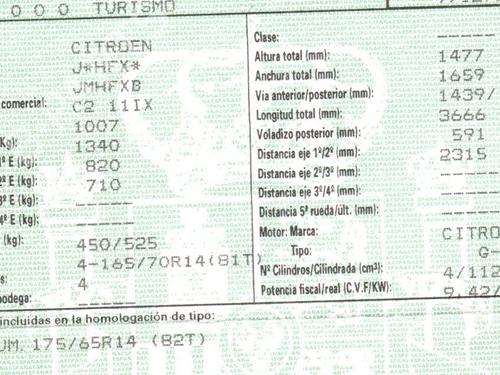 0 0 0 TURISMO
CITROEN
J*HFX*
JMHFXB
comercial: C2 11IX
1007
Kg): 1340
1º E (kg): 820
2º E (kg): 710
3º E (kg): -----
4º E (kg): -----
(kg): 450/525
4-165/70R14(81T)
s: 4
odega: -----
Clase: -----
Altura total (mm): 1477
Anchura total (mm): 1659
Via anterior/posterior (mm): 1439/
Longitud total (mm): 3666
Voladizo posterior (mm): 591
Distancia eje 1º/2º (mm): 2315
Distancia eje 2º/3º (mm): -----
Distancia eje 3º/4º (mm): -----
Distancia 5ª rueda/últ. (mm): -----
Motor: Marca: CITRO
Tipo: G-
Nº Cilindros/Cilindrada (cm³): 4/112
Potencia fiscal/real (C.V.F/KW): 9,42/
incluidas en la homologación de tipo:
UM. 175/65R14 (82T)